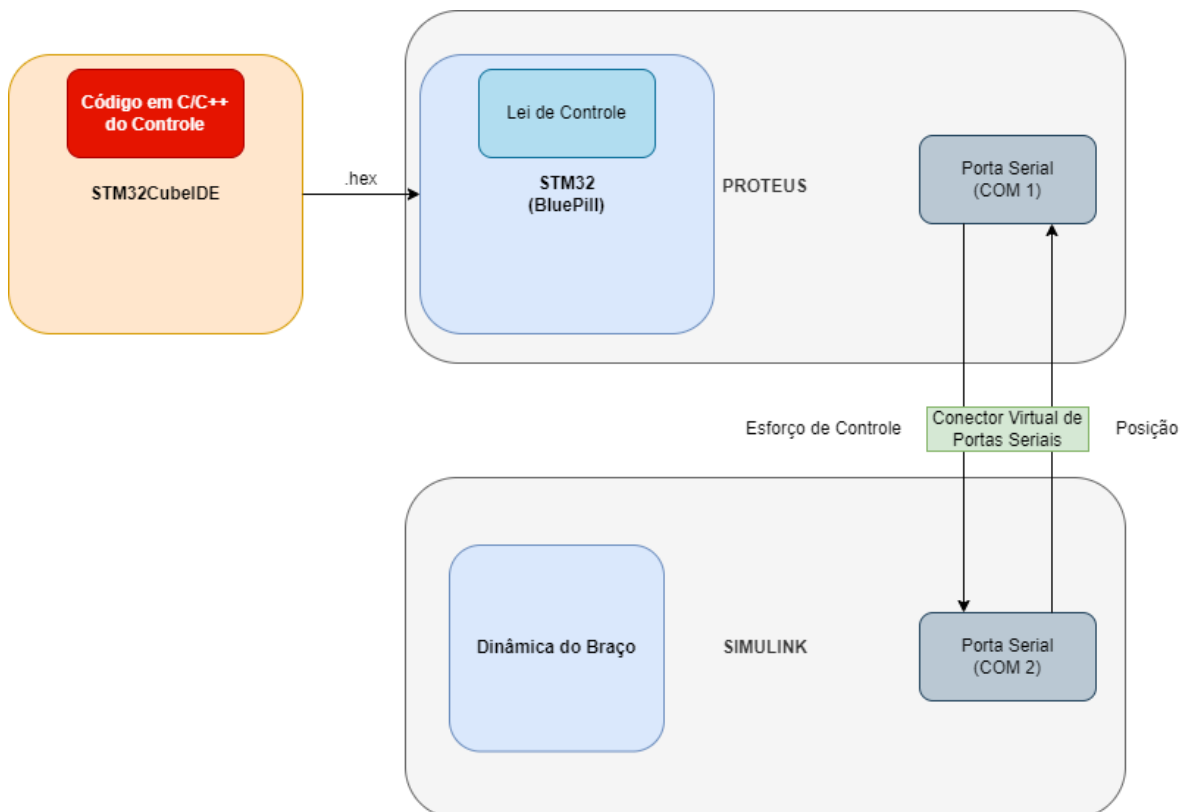 Código em C/C++
do Controle
STM32CubeIDE
.hex
Lei de Controle
STM32
(BluePill)
PROTEUS
Porta Serial
(COM 1)
Esforço de Controle
Conector Virtual de
Portas Seriais
Posição
Dinâmica do Braço
SIMULINK
Porta Serial
(COM 2)